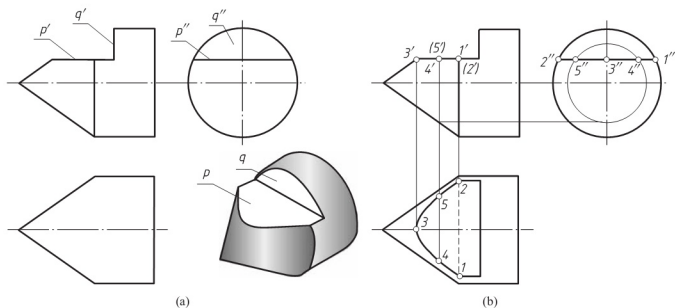 q′
p′
q″
p″
q
p
(a)
3′ (5′) 1′
4′ (2′)
2″ 5″ 3″ 4″ 1″
2
5
3
4
1
(b)